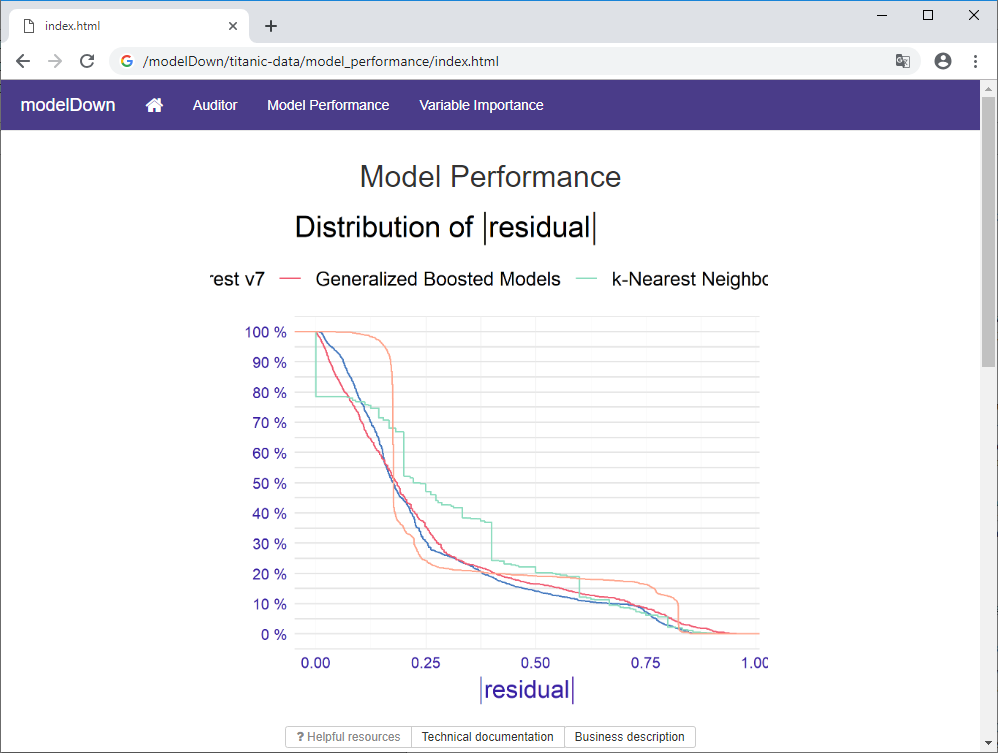 index.html
/modelDown/titanic-data/model_performance/index.html
modelDown Auditor Model Performance Variable Importance
Model Performance
Distribution of |residual|
rest v7 Generalized Boosted Models k-Nearest Neighbo
100 %
90 %
80 %
70 %
60 %
50 %
40 %
30 %
20 %
10 %
0 %
0.00 0.25 0.50 0.75 1.00
|residual|
? Helpful resources Technical documentation Business description